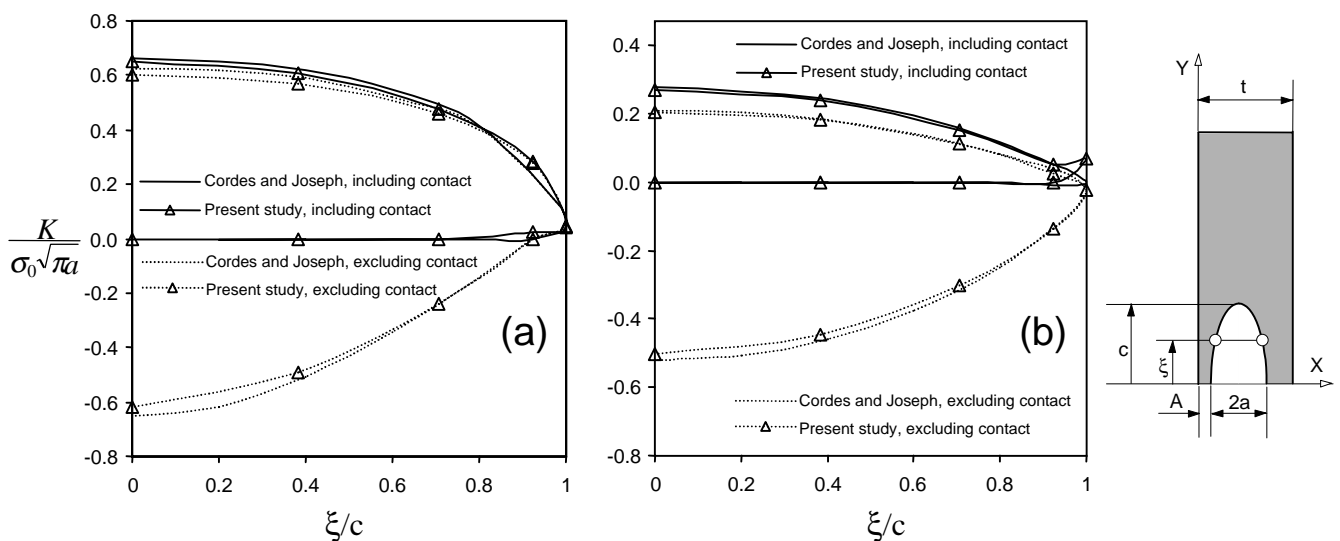 0.8
0.6
0.4
0.2
0.0
-0.2
-0.4
-0.6
-0.8
K
σ0√πa
Cordes and Joseph, including contact
Present study, including contact
Cordes and Joseph, excluding contact
Present study, excluding contact
(a)
0 0.2 0.4 0.6 0.8 1
ξ/c
0.4
0.2
0.0
-0.2
-0.4
-0.6
-0.8
Cordes and Joseph, including contact
Present study, including contact
(b)
Cordes and Joseph, excluding contact
Present study, excluding contact
0 0.2 0.4 0.6 0.8 1
ξ/c
Y
t
c
ξ
X
A
2a